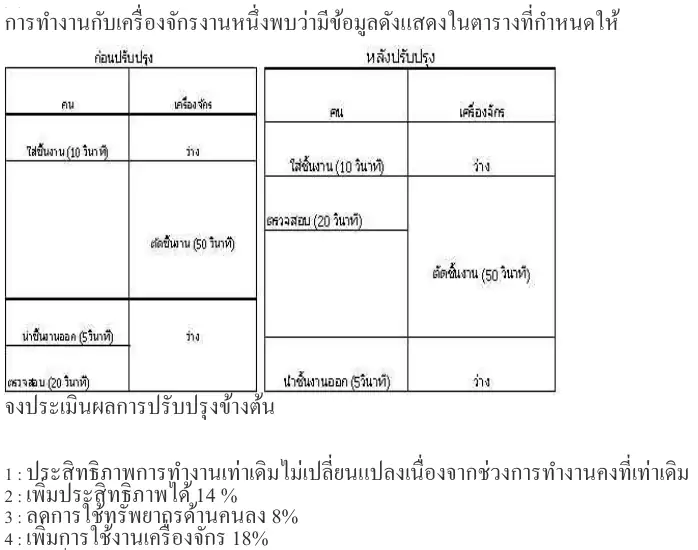 การทำงานกับเครื่องจักรงานหนึ่งพบว่ามีข้อมูลดังแสดงในตารางที่กำหนดให้
ก่อนปรับปรุง
คน เครื่องจักร
ใส่ชิ้นงาน (10 วินาที) ว่าง
ตัดชิ้นงาน (50 วินาที)
นำชิ้นงานออก (5วินาที) ว่าง
ตรวจสอบ (20 วินาที)
หลังปรับปรุง
คน เครื่องจักร
ใส่ชิ้นงาน (10 วินาที) ว่าง
ตรวจสอบ (20 วินาที)
ตัดชิ้นงาน (50 วินาที)
นำชิ้นงานออก (5วินาที) ว่าง
จงประเมินผลการปรับปรุงข้างต้น
1 : ประสิทธิภาพการทำงานเท่าเดิมไม่เปลี่ยนแปลงเนื่องจากช่วงการทำงานคงที่เท่าเดิม
2 : เพิ่มประสิทธิภาพได้ 14 %
3 : ลดการใช้ทรัพยากรด้านคนลง 8%
4 : เพิ่มการใช้งานเครื่องจักร 18%